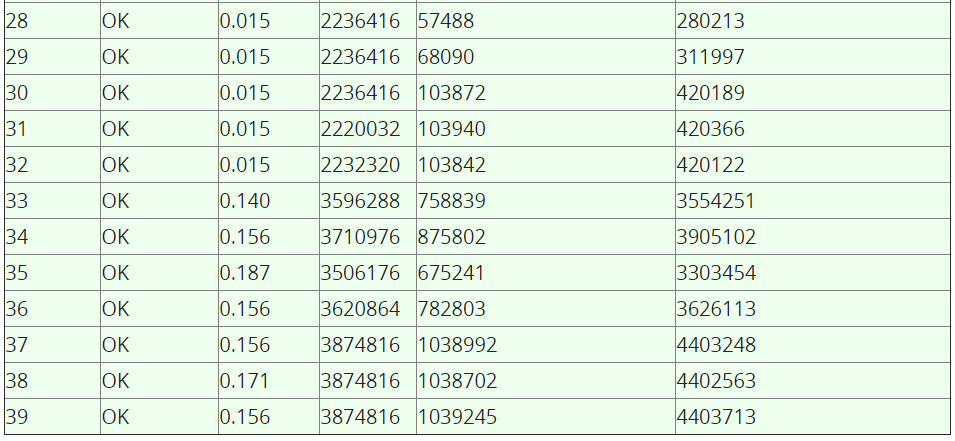 28 OK 0.015 2236416 57488 280213
29 OK 0.015 2236416 68090 311997
30 OK 0.015 2236416 103872 420189
31 OK 0.015 2220032 103940 420366
32 OK 0.015 2232320 103842 420122
33 OK 0.140 3596288 758839 3554251
34 OK 0.156 3710976 875802 3905102
35 OK 0.187 3506176 675241 3303454
36 OK 0.156 3620864 782803 3626113
37 OK 0.156 3874816 1038992 4403248
38 OK 0.171 3874816 1038702 4402563
39 OK 0.156 3874816 1039245 4403713